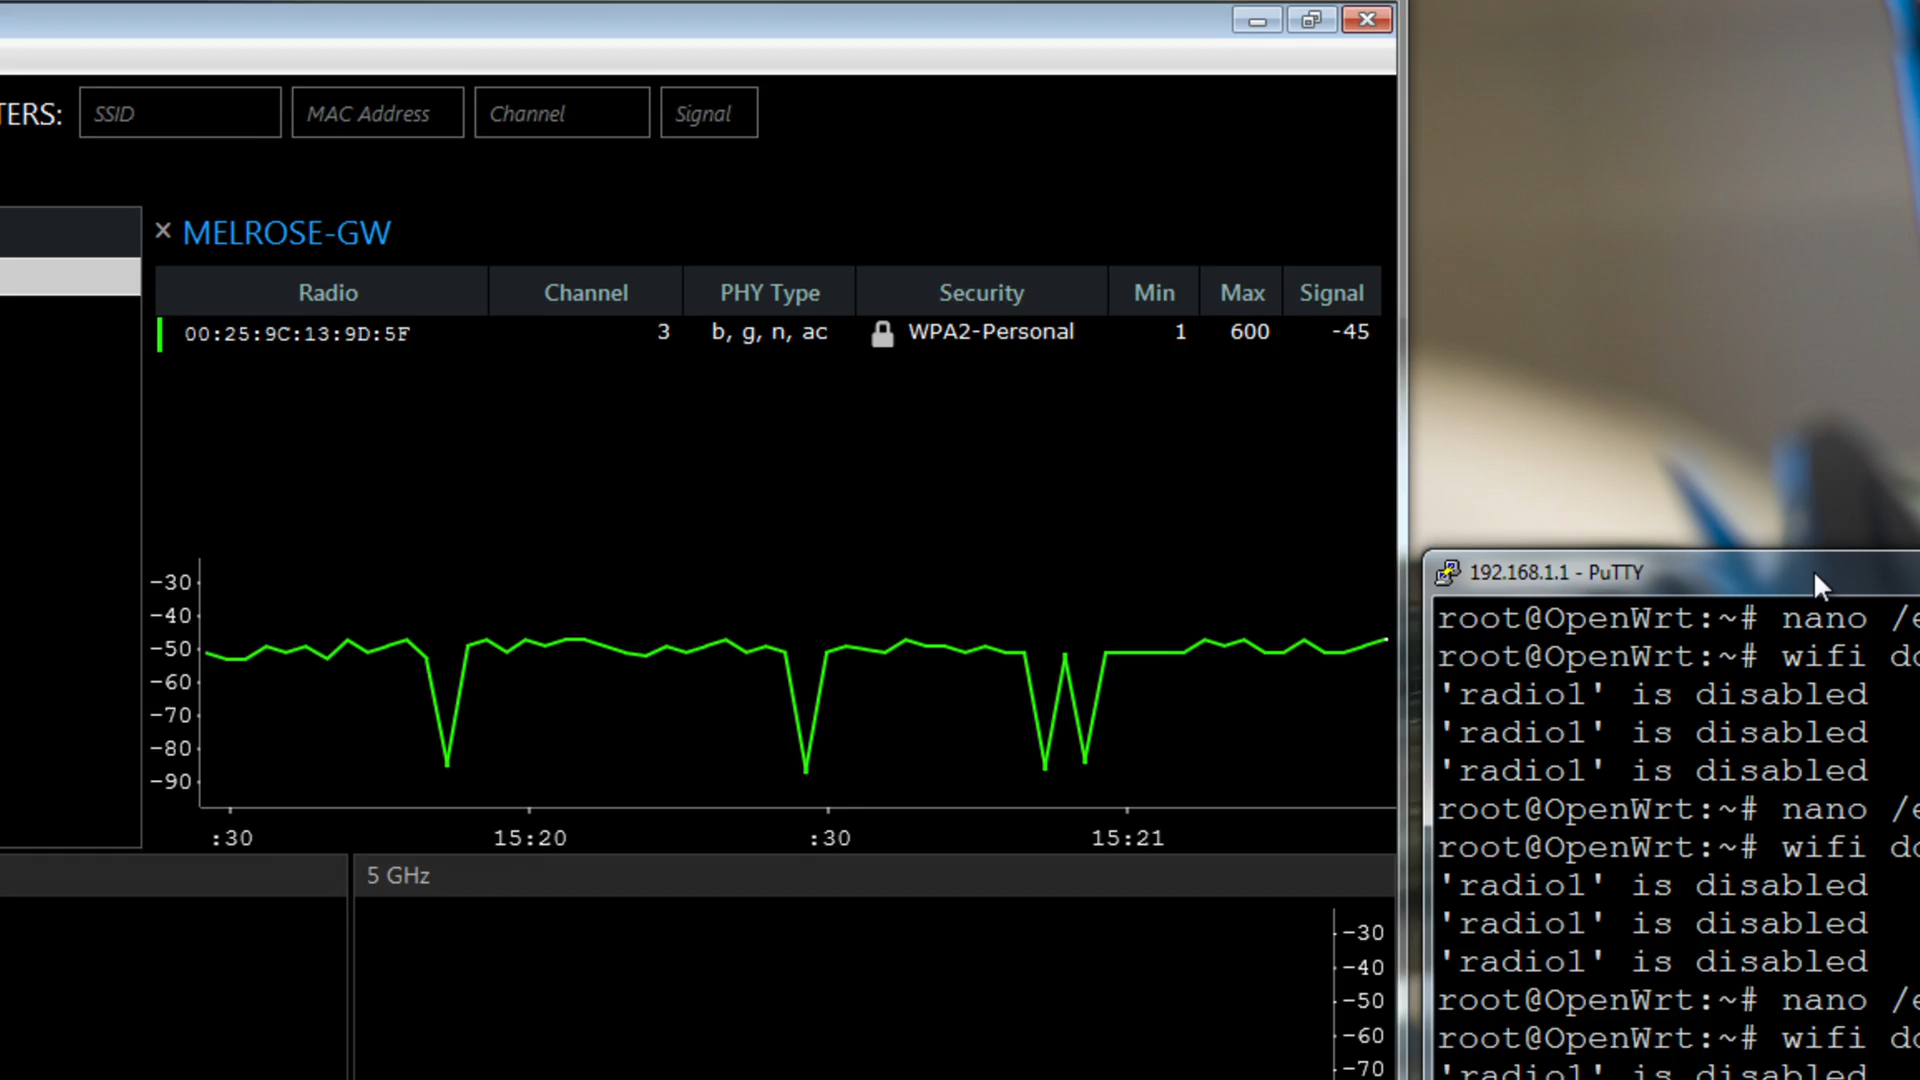 TERS: SSID MAC Address Channel Signal
× MELROSE-GW
Radio Channel PHY Type Security Min Max Signal
00:25:9C:13:9D:5F 3 b, g, n, ac WPA2-Personal 1 600 -45
-30
-40
-50
-60
-70
-80
-90
:30 15:20 :30 15:21
5 GHz
-30
-40
-50
-60
-70
192.168.1.1 - PuTTY
root@OpenWrt:~# nano /e
root@OpenWrt:~# wifi do
'radio1' is disabled
'radio1' is disabled
'radio1' is disabled
root@OpenWrt:~# nano /e
root@OpenWrt:~# wifi do
'radio1' is disabled
'radio1' is disabled
'radio1' is disabled
root@OpenWrt:~# nano /e
root@OpenWrt:~# wifi do
'radio1' is disabled